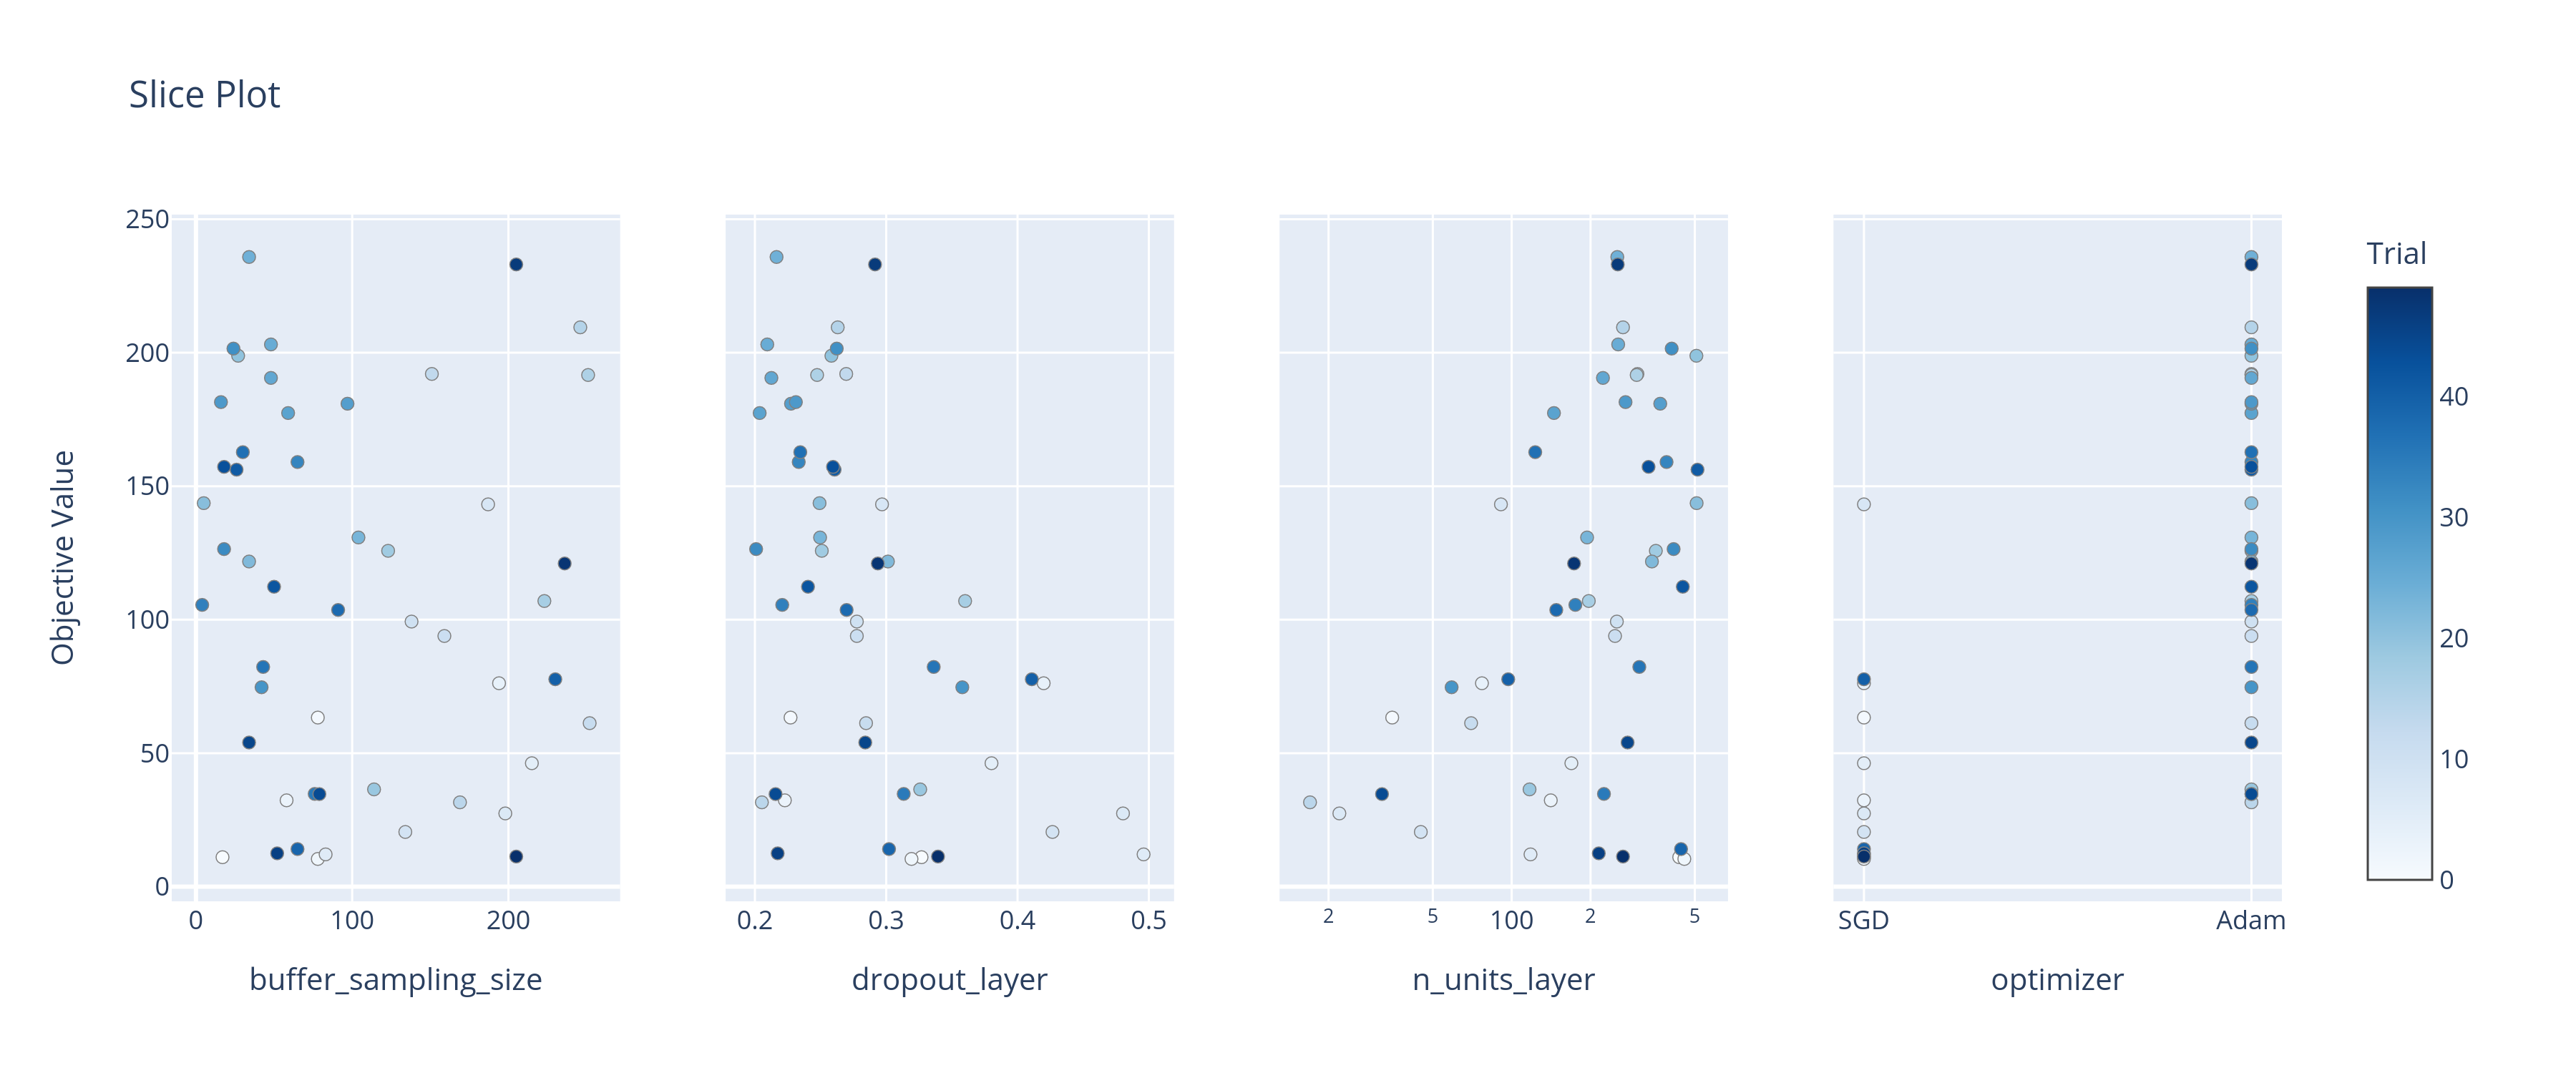 Slice Plot
Objective Value
250
200
150
100
50
0
0 100 200
0.2 0.3 0.4 0.5
2 5 100 2 5
SGD Adam
buffer_sampling_size
dropout_layer
n_units_layer
optimizer
Trial
40
30
20
10
0